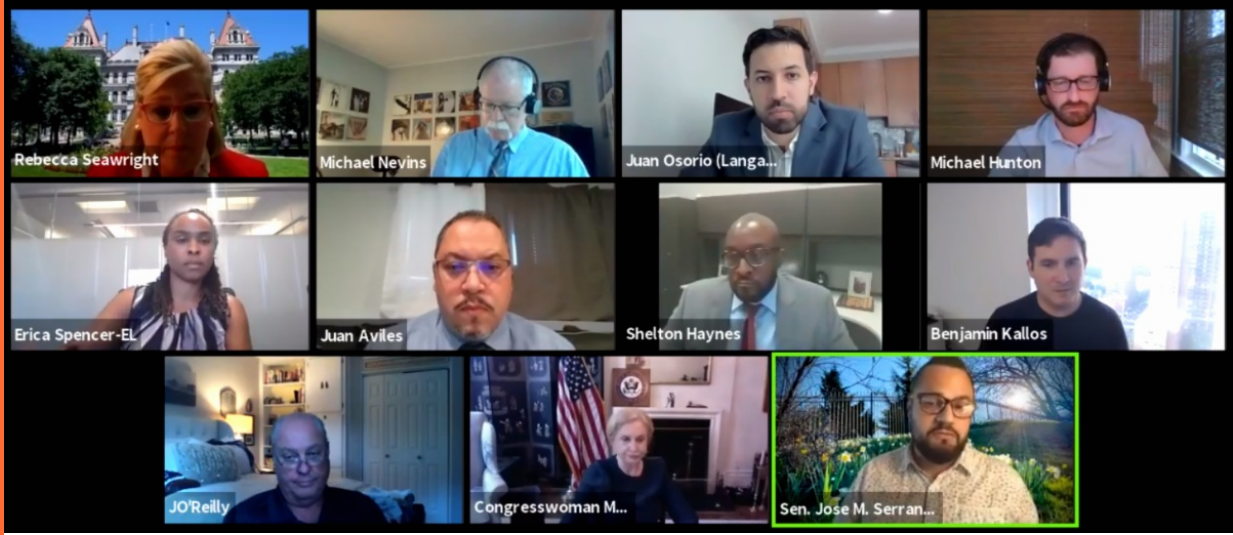 Rebecca Seawright
Michael Nevins
Juan Osorio (Langa...
Michael Hunton
Erica Spencer-EL
Juan Aviles
Shelton Haynes
Benjamin Kallos
JO'Reilly
Congresswoman M...
Sen. Jose M. Serran...